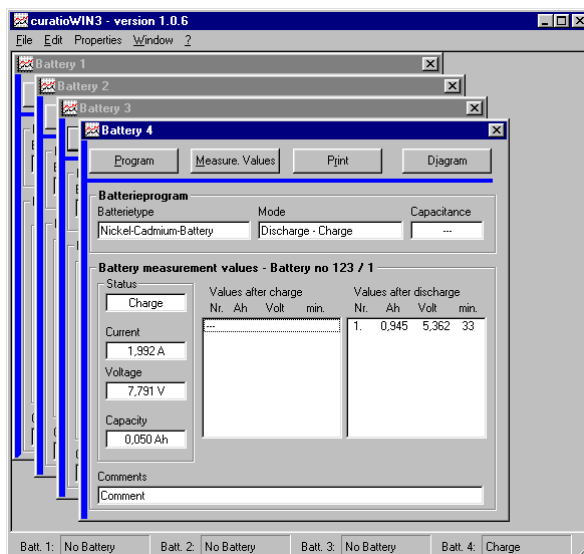 curatioWIN3 - version 1.0.6
File Edit Properties Window ?
Battery 1
Battery 2
Battery 3
Battery 4
Program Measure. Values Print Diagram
Batterieprogram
Batterietype Mode Capacitance
Nickel-Cadmium-Battery Discharge - Charge ---
Battery measurement values - Battery no 123 / 1
Status
Charge
Current
1,992 A
Voltage
7,791 V
Capacity
0,050 Ah
Values after charge
Nr. Ah Volt min.
---
Values after discharge
Nr. Ah Volt min.
1. 0,945 5,362 33
Comments
Comment
Batt. 1: No Battery Batt. 2: No Battery Batt. 3: No Battery Batt. 4: Charge